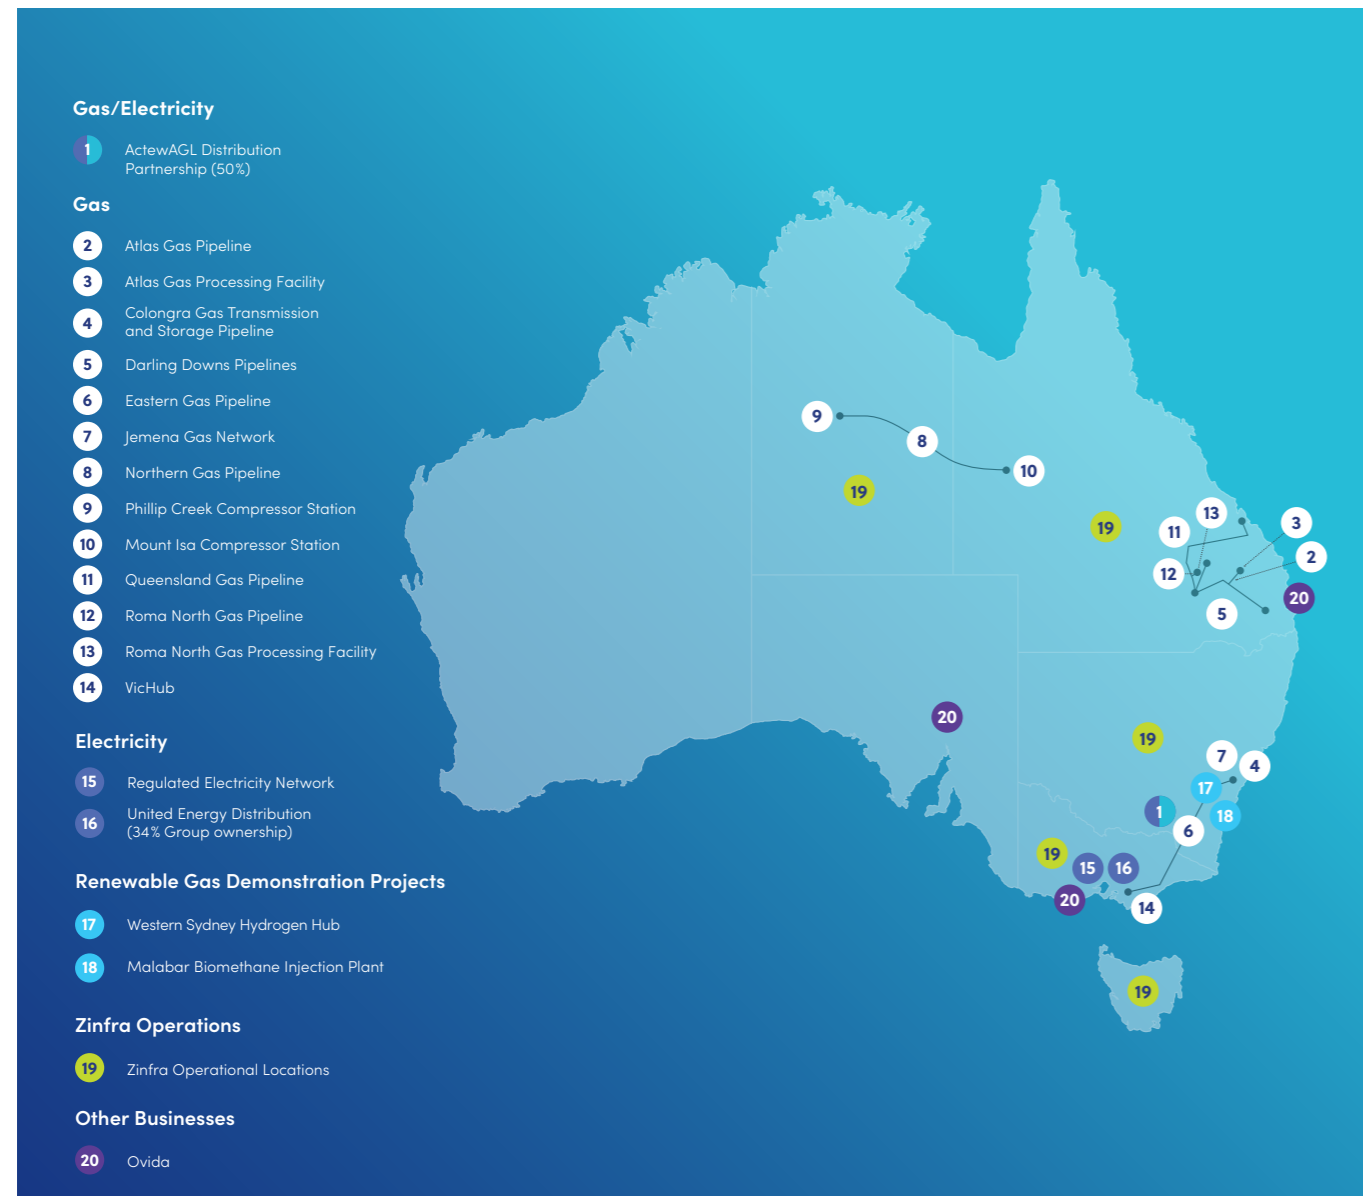 Gas/Electricity
1 ActewAGL Distribution
Partnership (50%)
Gas
2 Atlas Gas Pipeline
3 Atlas Gas Processing Facility
4 Colongra Gas Transmission
and Storage Pipeline
5 Darling Downs Pipelines
6 Eastern Gas Pipeline
7 Jemena Gas Network
8 Northern Gas Pipeline
9 Phillip Creek Compressor Station
10 Mount Isa Compressor Station
11 Queensland Gas Pipeline
12 Roma North Gas Pipeline
13 Roma North Gas Processing Facility
14 VicHub
Electricity
15 Regulated Electricity Network
16 United Energy Distribution
(34% Group ownership)
Renewable Gas Demonstration Projects
17 Western Sydney Hydrogen Hub
18 Malabar Biomethane Injection Plant
Zinfra Operations
19 Zinfra Operational Locations
Other Businesses
20 Ovida
9
8
10
19
19
13
11
3
2
12
20
5
20
19
7
4
17
1
18
6
19
15
16
20
14
19